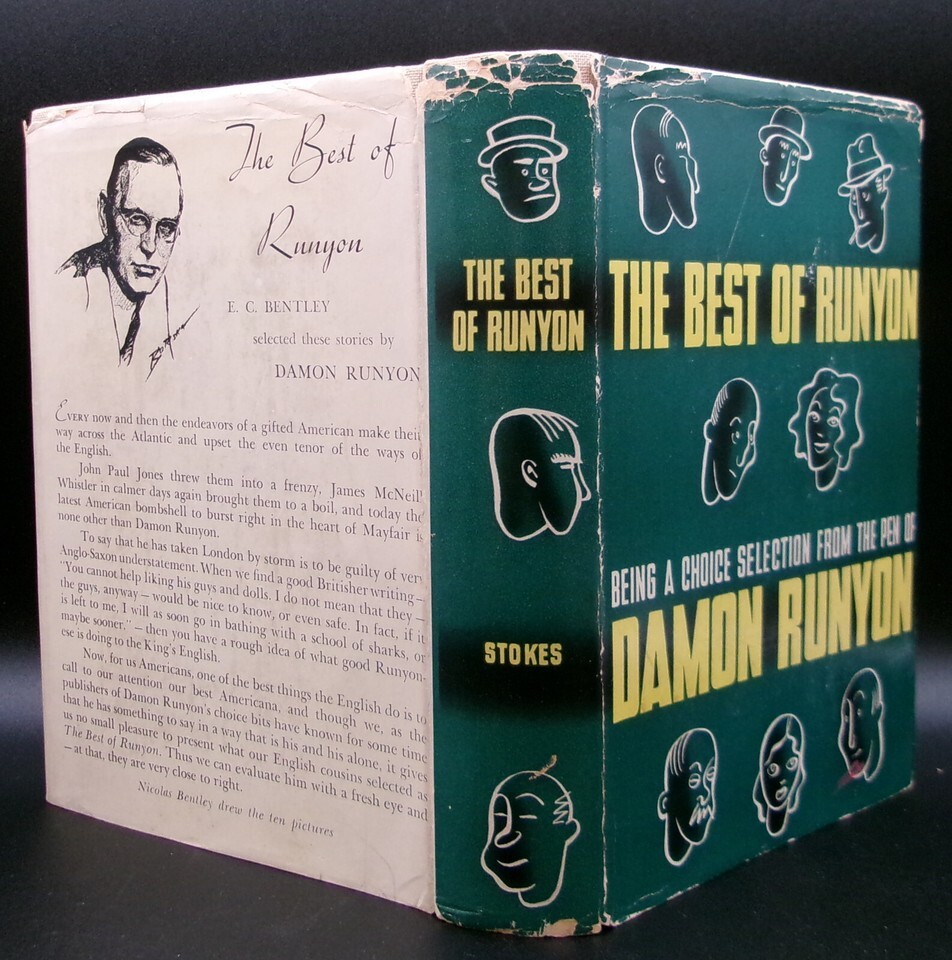 The Best of
Runyon
E. C. BENTLEY
selected these stories by
DAMON RUNYON
EVERY now and then the endeavors of a gifted American make their
way across the Atlantic and upset the even tenor of the ways of
the English.
John Paul Jones threw them into a frenzy, James McNeill
Whistler in calmer days again brought them to a boil, and today the
latest American bombshell to burst right in the heart of Mayfair is
none other than Damon Runyon.
To say that he has taken London by storm is to be guilty of very
Anglo-Saxon understatement. When we find a good Britisher writing—
"You cannot help liking his guys and dolls. I do not mean that they—
the guys, anyway—would be nice to know, or even safe. In fact, if it
is left to me, I will as soon go in bathing with a school of sharks, or
maybe sooner."—then you have a rough idea of what good Runyon-
ese is doing to the King's English.
Now, for us Americans, one of the best things the English do is to
call to our attention our best Americana, and though we, as the
publishers of Damon Runyon's choice bits have known for some time
that he has something to say in a way that is his and his alone, it gives
us no small pleasure to present what our English cousins selected as
The Best of Runyon. Thus we can evaluate him with a fresh eye and
—at that, they are very close to right.
Nicolas Bentley drew the ten pictures
THE BEST
OF RUNYON
STOKES
THE BEST OF RUNYON
BEING A CHOICE SELECTION FROM THE PEN OF
DAMON RUNYON